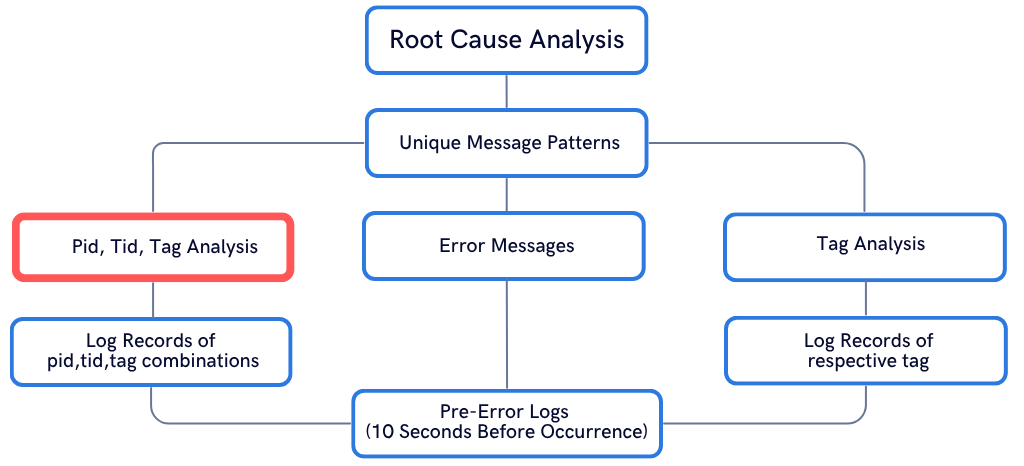 Root Cause Analysis
Unique Message Patterns
Pid, Tid, Tag Analysis
Error Messages
Tag Analysis
Log Records of
pid,tid,tag combinations
Log Records of
respective tag
Pre-Error Logs
(10 Seconds Before Occurrence)